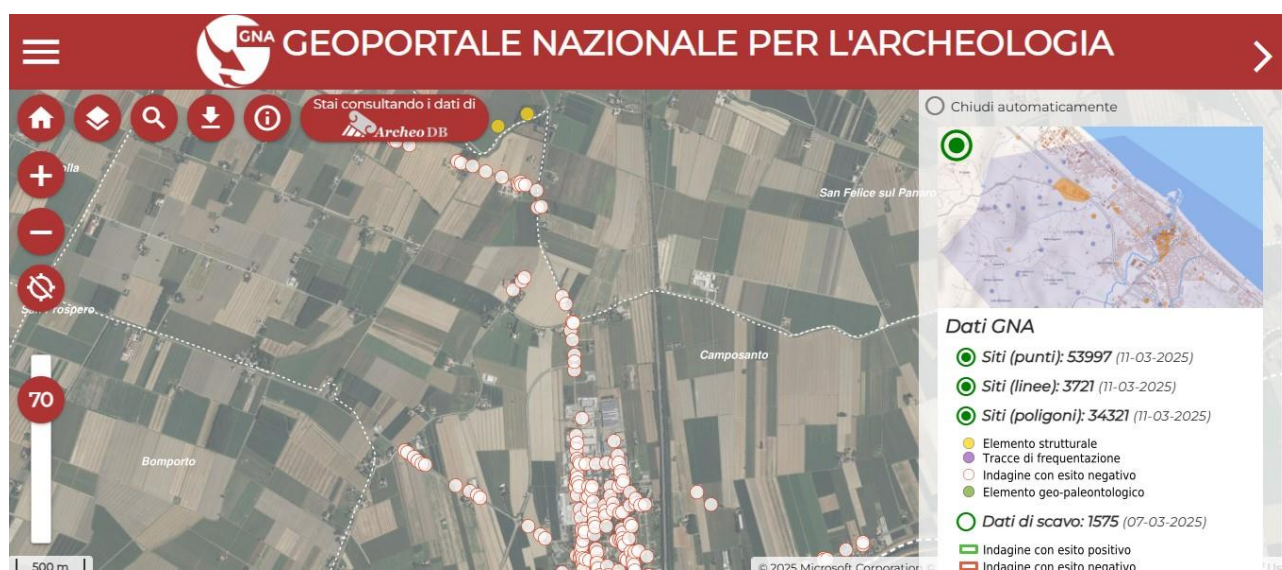 GNA
GEOPORTALE NAZIONALE PER L'ARCHEOLOGIA
Stai consultando i dati di
Archeo DB
Chiudi automaticamente
San Felice sul Panaro
Prospero
70
Camposanto
Bomporto
Dati GNA
Siti (punti): 53997 (11-03-2025)
Siti (linee): 3721 (11-03-2025)
Siti (poligoni): 34321 (11-03-2025)
Elemento strutturale
Tracce di frequentazione
Indagine con esito negativo
Elemento geo-paleontologico
Dati di scavo: 1575 (07-03-2025)
Indagine con esito positivo
Indagine con esito negativo
500 m
© 2025 Microsoft Corporation